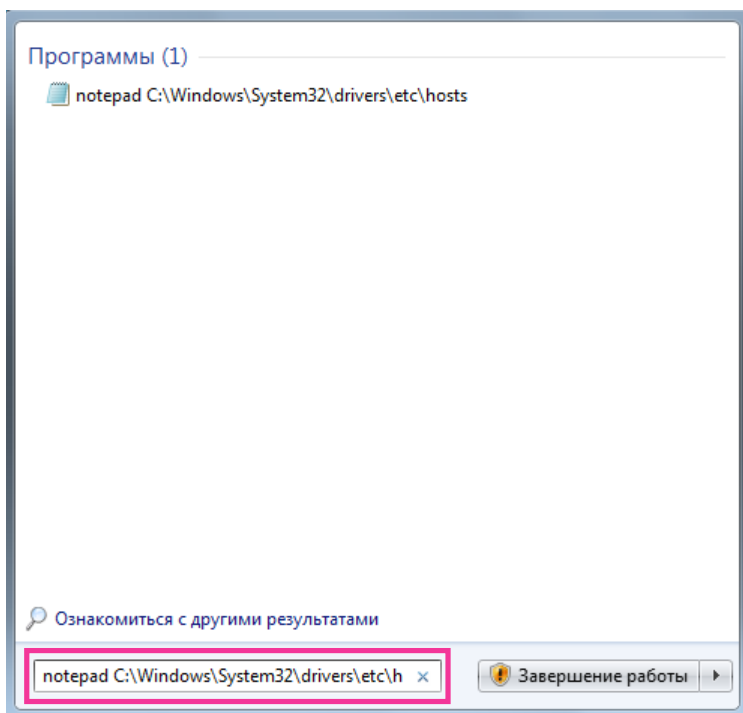 Программы (1)
notepad C:\Windows\System32\drivers\etc\hosts
Ознакомиться с другими результатами
notepad C:\Windows\System32\drivers\etc\h
Завершение работы